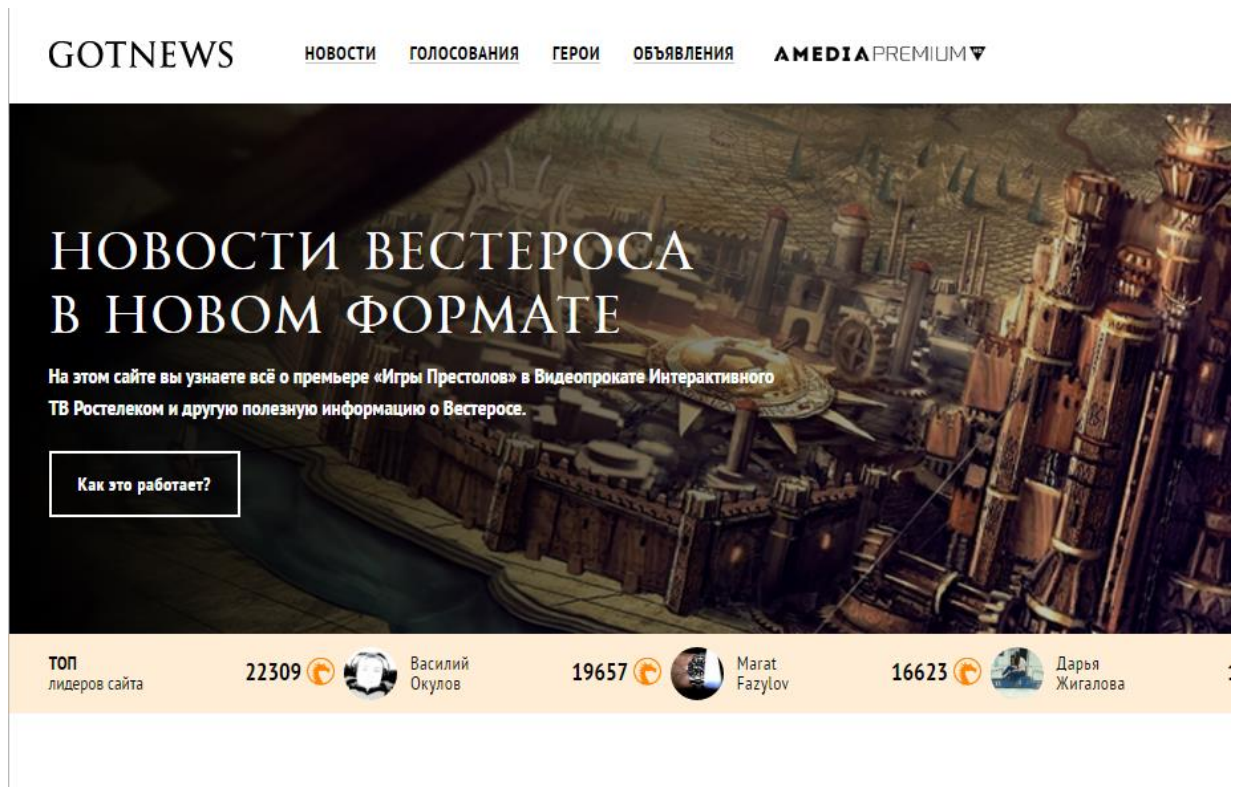 GOTNEWS НОВОСТИ ГОЛОСОВАНИЯ ГЕРОИ ОБЪЯВЛЕНИЯ AMEDIAPREMIUM
НОВОСТИ ВЕСТЕРОСА
В НОВОМ ФОРМАТЕ
На этом сайте вы узнаете всё о премьере «Игры Престолов» в Видеопрокате Интерактивного
ТВ Ростелеком и другую полезную информацию о Вестеросе.
Как это работает?
ТОП
лидеров сайта
22309
Василий
Окулов
19657
Marat
Fazylov
16623
Дарья
Жигалова